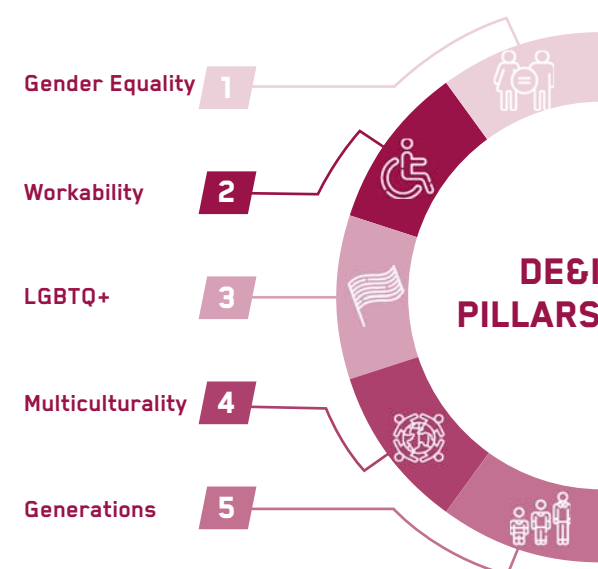 Gender Equality 1
Workability 2
LGBTQ+ 3
DE&I
PILLARS
Multiculturality 4
Generations 5